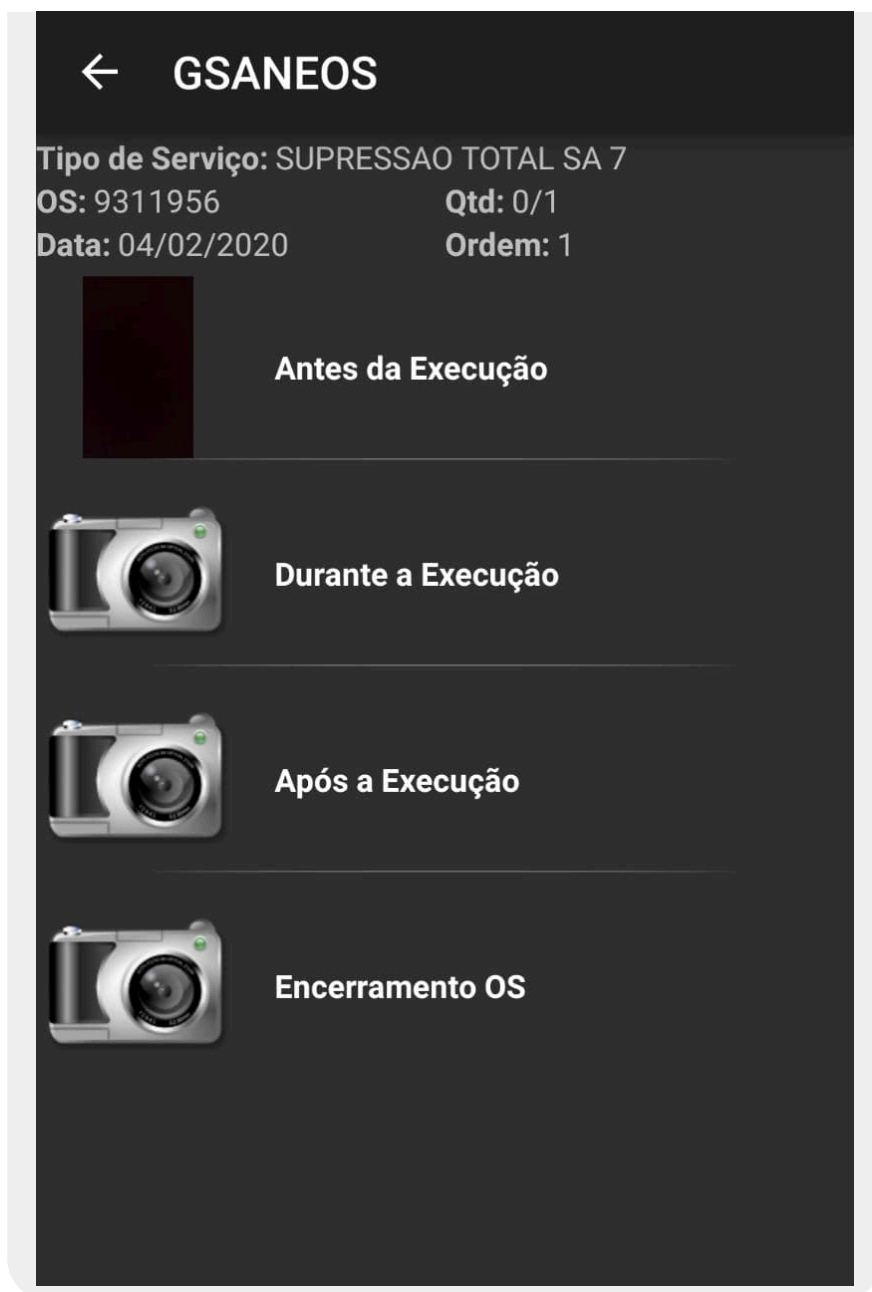 GSANEOS
Tipo de Serviço: SUPRESSAO TOTAL SA 7
OS: 9311956 Qtd: 0/1
Data: 04/02/2020 Ordem: 1
Antes da Execução
Durante a Execução
Após a Execução
Encerramento OS